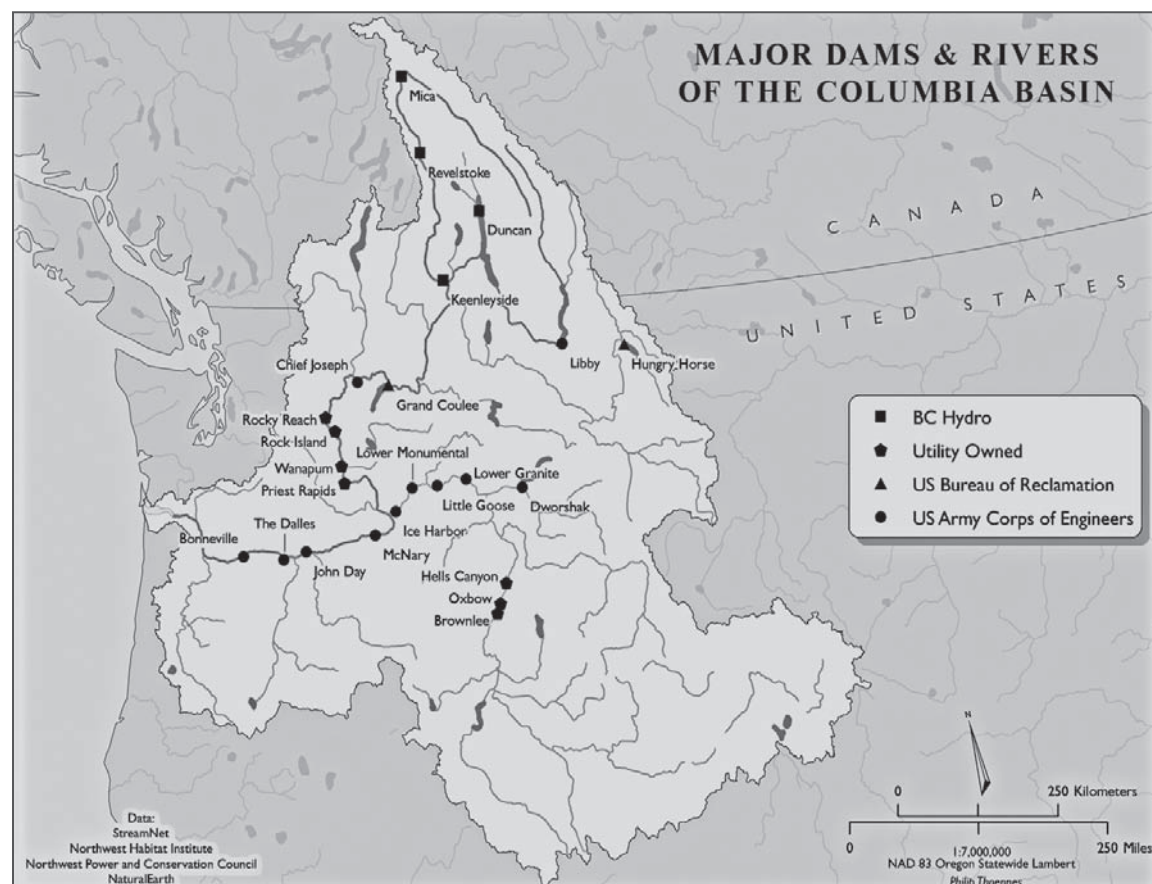 MAJOR DAMS & RIVERS
OF THE COLUMBIA BASIN
Mica
Revelstoke
Duncan
Keenleyside
CANADA
UNITED STATES
Libby
Hungry Horse
Chief Joseph
Grand Coulee
Rocky Reach
Rock Island
Lower Monumental
Wanapum
Lower Granite
Priest Rapids
Little Goose
Dworshak
The Dalles
Ice Harbor
Bonneville
McNary
John Day
Hells Canyon
Oxbow
Brownlee
BC Hydro
Utility Owned
US Bureau of Reclamation
US Army Corps of Engineers
N
0 250 Kilometers
0 250 Miles
1:7,000,000
NAD 83 Oregon Statewide Lambert
Philip Thoennes
Data:
StreamNet
Northwest Habitat Institute
Northwest Power and Conservation Council
NaturalEarth